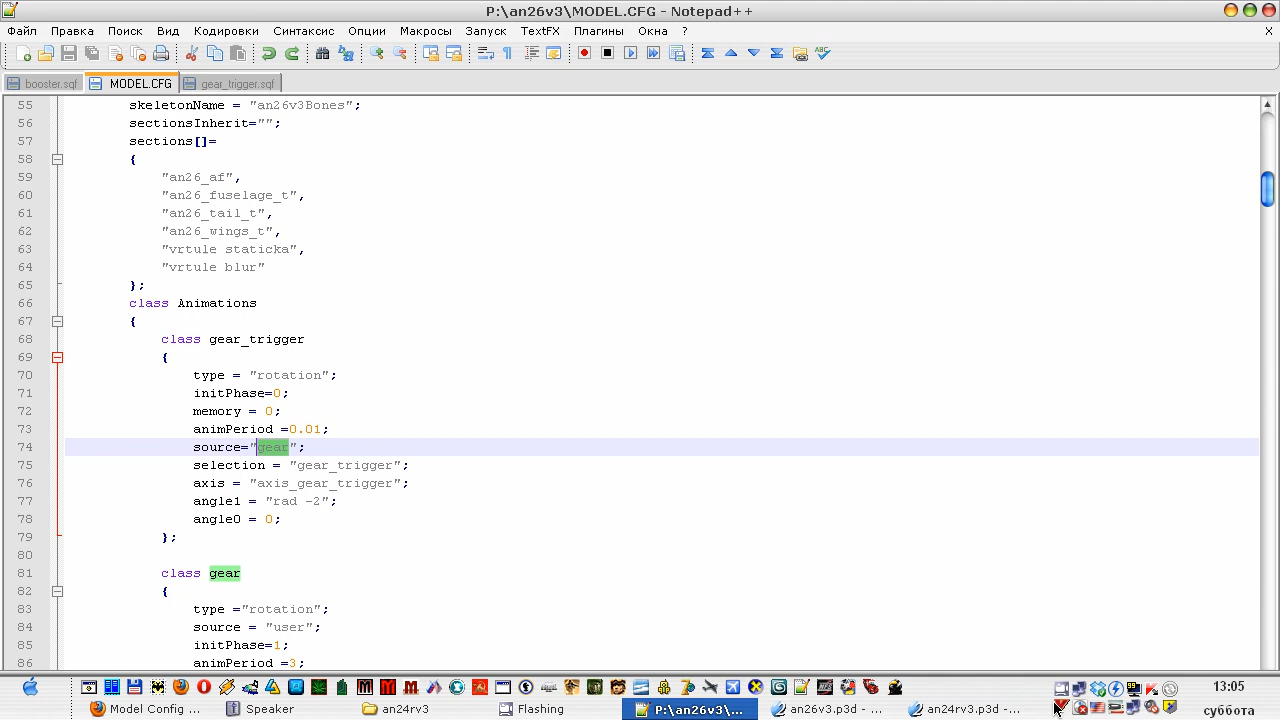 P:\an26v3\MODEL.CFG - Notepad++
Файл Правка Поиск Вид Кодировки Синтаксис Опции Макросы Запуск TextFX Плагины Окна ? X
booster.sqf MODEL.CFG gear_trigger.sqf
55 skeletonName = "an26v3Bones";
56 sectionsInherit="";
57 sections[]=
58 {
59 "an26_af",
60 "an26_fuselage_t",
61 "an26_tail_t",
62 "an26_wings_t",
63 "vrtule staticka",
64 "vrtule blur"
65 };
66 class Animations
67 {
68 class gear_trigger
69 {
70 type = "rotation";
71 initPhase=0;
72 memory = 0;
73 animPeriod =0.01;
74 source="gear";
75 selection = "gear_trigger";
76 axis = "axis_gear_trigger";
77 angle1 = "rad -2";
78 angle0 = 0;
79 };
80
81 class gear
82 {
83 type ="rotation";
84 source = "user";
85 initPhase=1;
86 animPeriod =3;
13:05
Model Config ... Speaker an24rv3 Flashing P:\an26v3\... an26v3.p3d - ... an24rv3.p3d - ... суббота